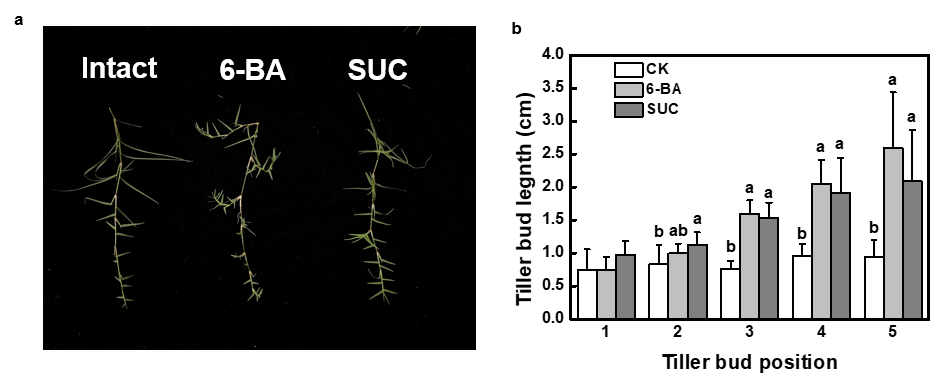 a
Intact 6-BA SUC
b
Tiller bud legnth (cm)
4.0
3.5
3.0
2.5
2.0
1.5
1.0
0.5
0.0
CK
6-BA
SUC
b ab a
b a a
b a a
b a a
1 2 3 4 5
Tiller bud position